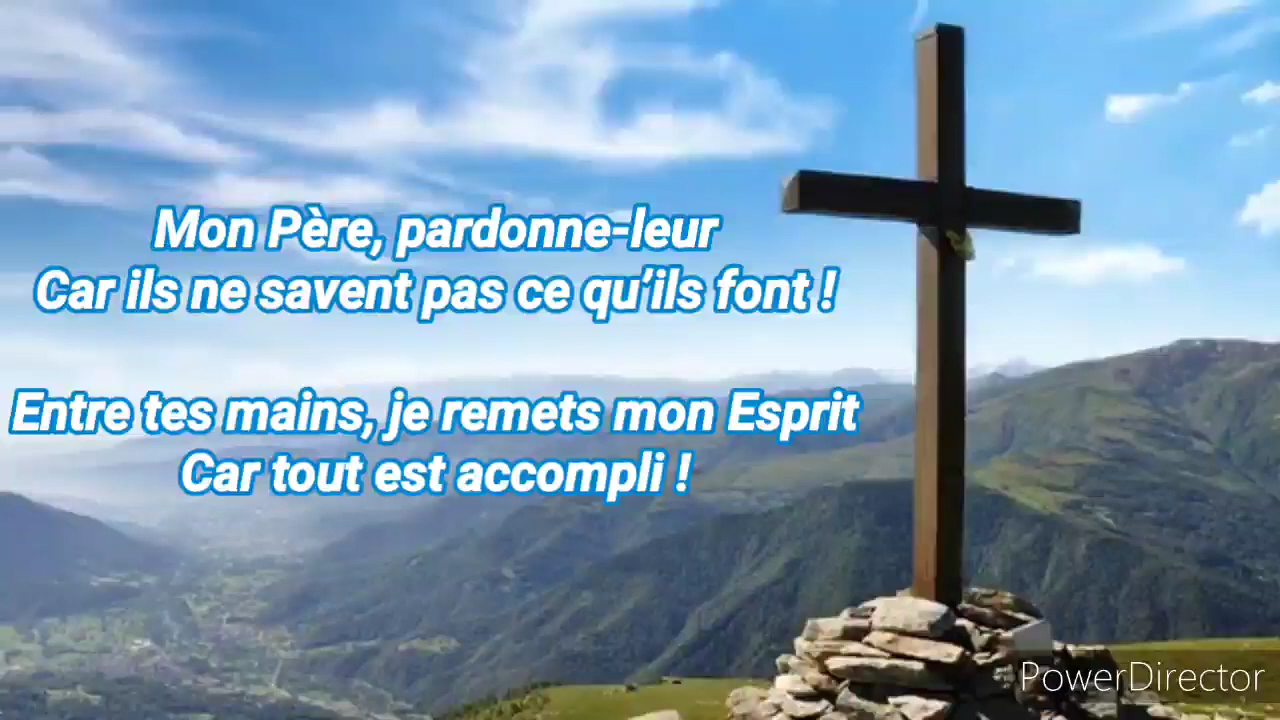 Mon Père, pardonne-leur
Car ils ne savent pas ce qu’ils font !
Entre tes mains, je remets mon Esprit
Car tout est accompli !
PowerDirector